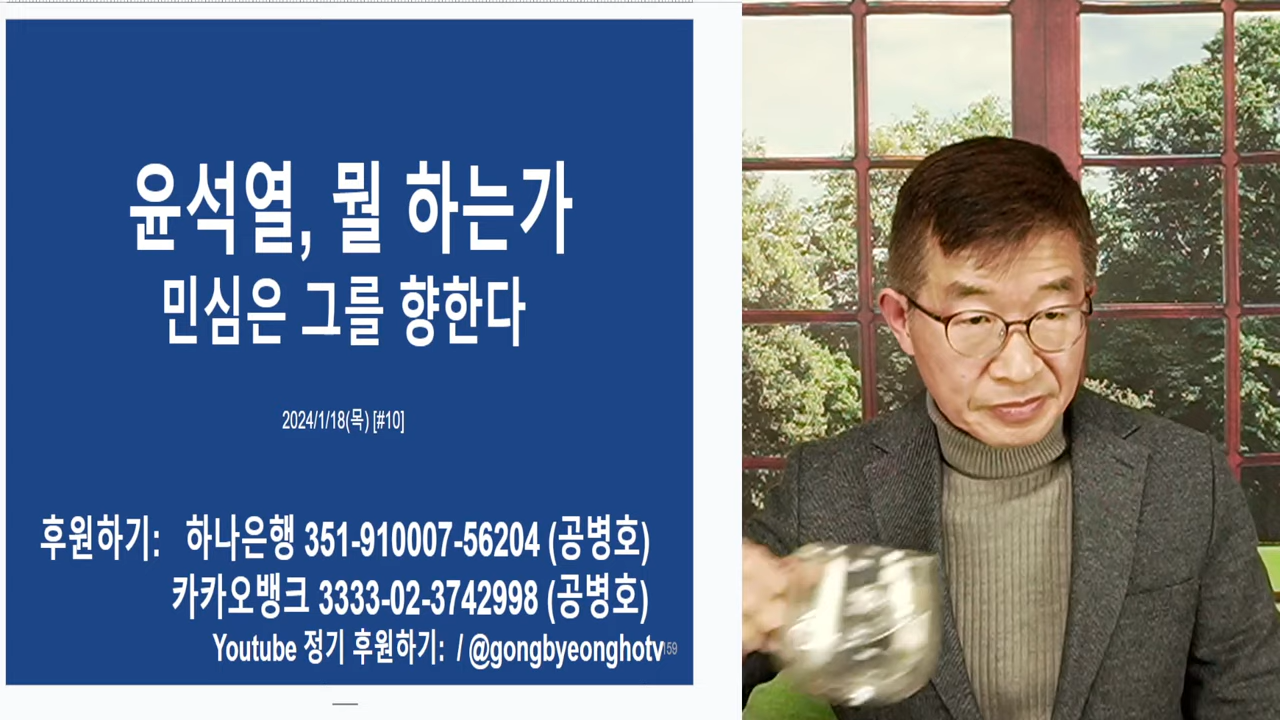 윤석열, 뭘 하는가
민심은 그를 향한다
2024/1/18(목) [#10]
후원하기: 하나은행 351-910007-56204 (공병호)
카카오뱅크 3333-02-3742998 (공병호)
Youtube 정기 후원하기: / @gongbyeonghotv
159